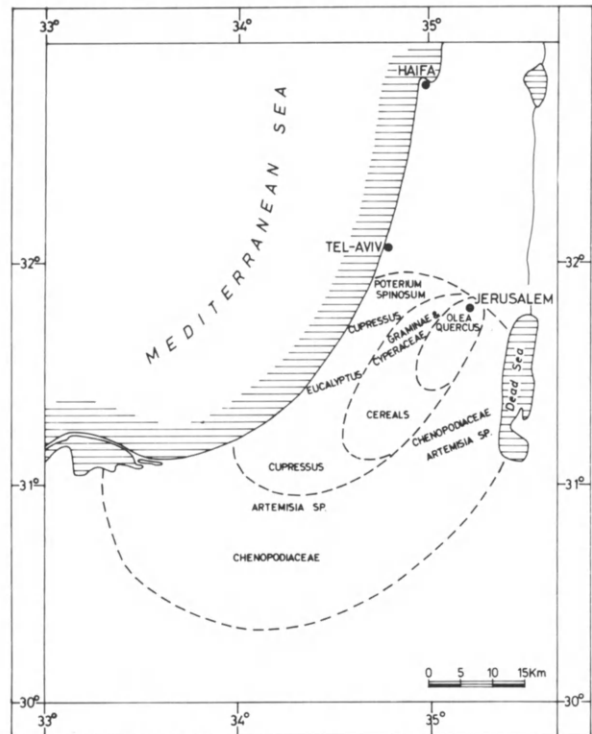 33° 34° 35°
HAIFA
MEDITERRANEAN SEA
TEL-AVIV
32° 32°
POTERIUM
SPINOSUM
JERUSALEM
CUPRESSUS
GRAMINAE &
CYPERACEAE
OLEA
QUERCUS
EUCALYPTUS
Dead Sea
CEREALS
CHENOPODIACEAE
ARTEMISIA SP.
CUPRESSUS
31° 31°
ARTEMISIA SP.
CHENOPODIACEAE
0 5 10 15Km
30° 30°
33° 34° 35°